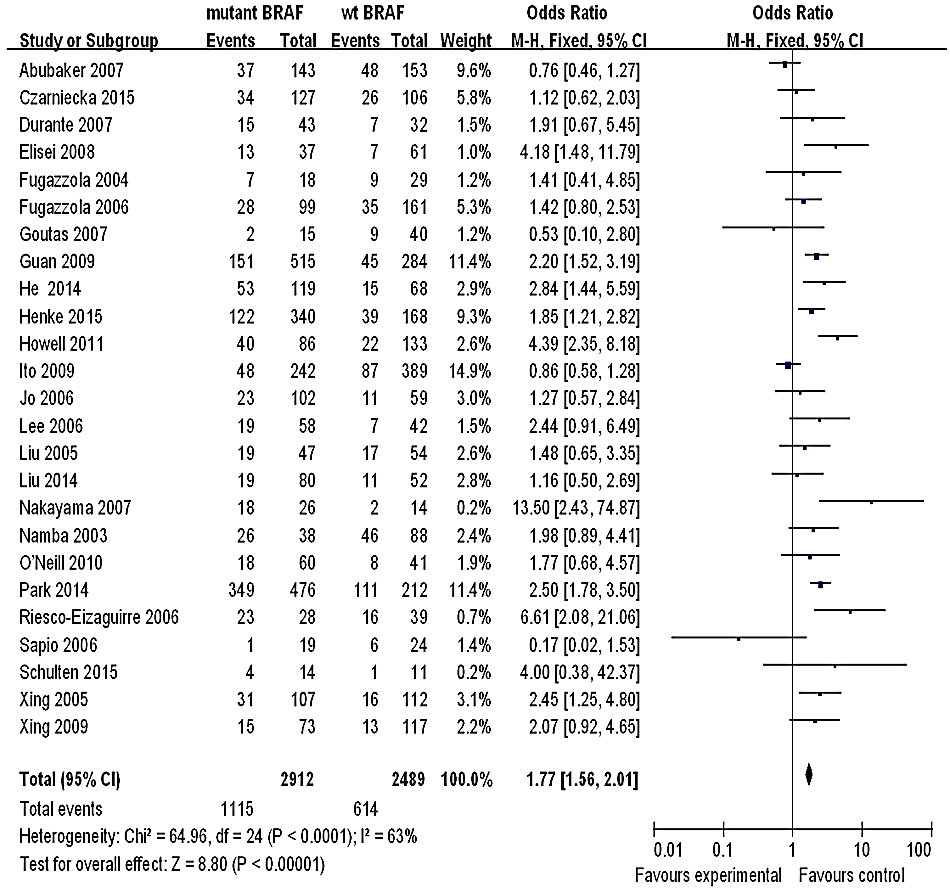 mutant BRAF wt BRAF Odds Ratio Odds Ratio
Study or Subgroup Events Total Events Total Weight M-H, Fixed, 95% CI M-H, Fixed, 95% CI
Abubaker 2007 37 143 48 153 9.6% 0.76 [0.46, 1.27]
Czarniecka 2015 34 127 26 106 5.8% 1.12 [0.62, 2.03]
Durante 2007 15 43 7 32 1.5% 1.91 [0.67, 5.45]
Elisei 2008 13 37 7 61 1.0% 4.18 [1.48, 11.79]
Fugazzola 2004 7 18 9 29 1.2% 1.41 [0.41, 4.85]
Fugazzola 2006 28 99 35 161 5.3% 1.42 [0.80, 2.53]
Goutas 2007 2 15 9 40 1.2% 0.53 [0.10, 2.80]
Guan 2009 151 515 45 284 11.4% 2.20 [1.52, 3.19]
He 2014 53 119 15 68 2.9% 2.84 [1.44, 5.59]
Henke 2015 122 340 39 168 9.3% 1.85 [1.21, 2.82]
Howell 2011 40 86 22 133 2.6% 4.39 [2.35, 8.18]
Ito 2009 48 242 87 389 14.9% 0.86 [0.58, 1.28]
Jo 2006 23 102 11 59 3.0% 1.27 [0.57, 2.84]
Lee 2006 19 58 7 42 1.5% 2.44 [0.91, 6.49]
Liu 2005 19 47 17 54 2.6% 1.48 [0.65, 3.35]
Liu 2014 19 80 11 52 2.8% 1.16 [0.50, 2.69]
Nakayama 2007 18 26 2 14 0.2% 13.50 [2.43, 74.87]
Namba 2003 26 38 46 88 2.4% 1.98 [0.89, 4.41]
O'Neill 2010 18 60 8 41 1.9% 1.77 [0.68, 4.57]
Park 2014 349 476 111 212 11.4% 2.50 [1.78, 3.50]
Riesco-Eizaguirre 2006 23 28 16 39 0.7% 6.61 [2.08, 21.06]
Sapio 2006 1 19 6 24 1.4% 0.17 [0.02, 1.53]
Schulten 2015 4 14 1 11 0.2% 4.00 [0.38, 42.37]
Xing 2005 31 107 16 112 3.1% 2.45 [1.25, 4.80]
Xing 2009 15 73 13 117 2.2% 2.07 [0.92, 4.65]
Total (95% CI) 2912 2489 100.0% 1.77 [1.56, 2.01]
Total events 1115 614
Heterogeneity: Chi² = 64.96, df = 24 (P < 0.0001); I² = 63%
Test for overall effect: Z = 8.80 (P < 0.00001)
0.01 0.1 1 10 100
Favours experimental Favours control